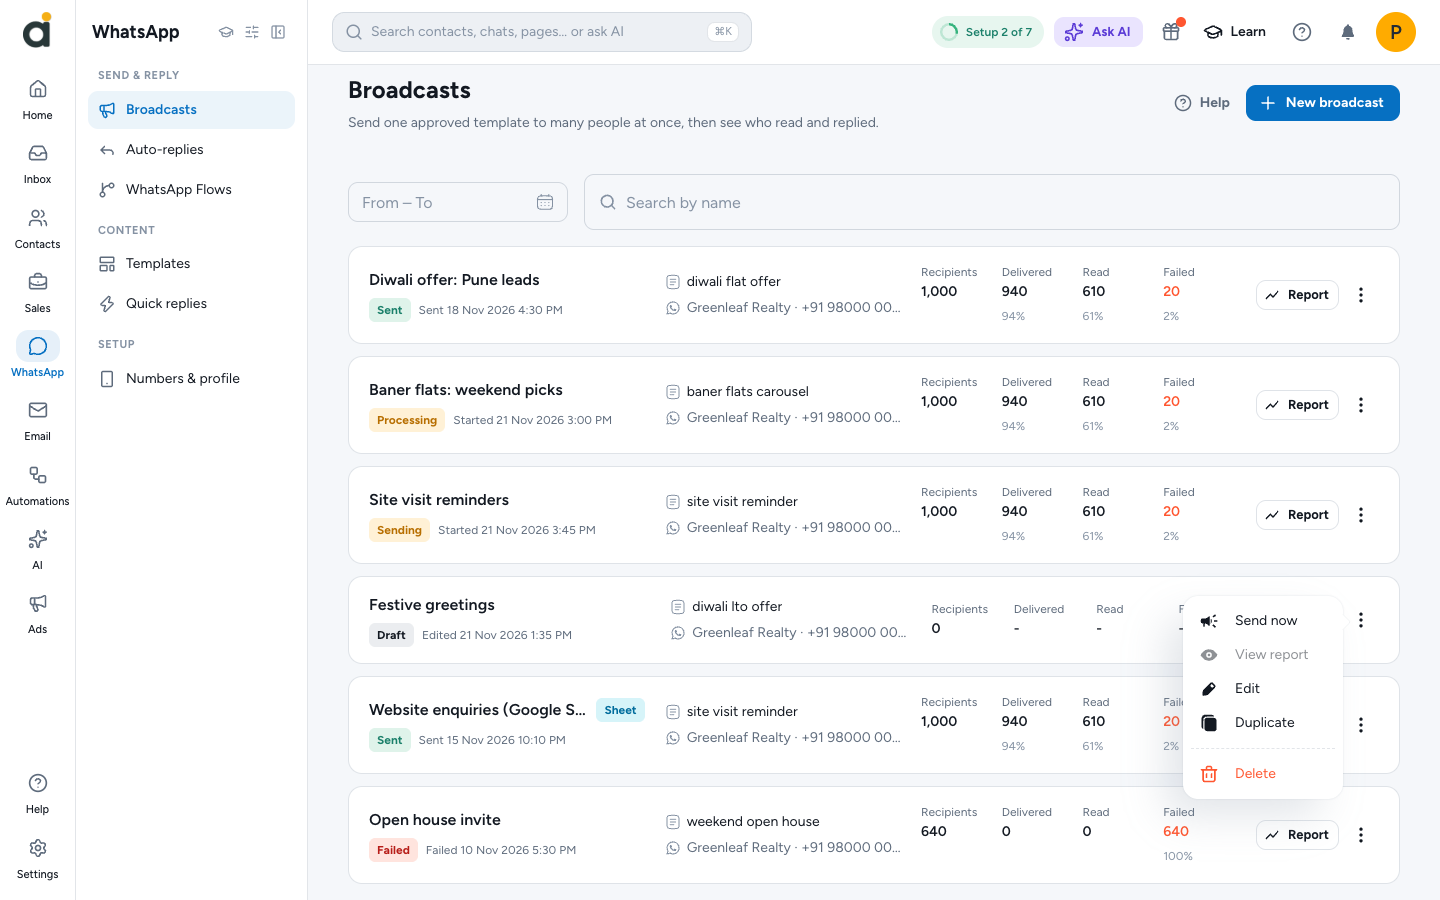 WhatsApp
Search contacts, chats, pages... or ask AI
⌘K
Setup 2 of 7
Ask AI
Learn
P
Home
Inbox
Contacts
Sales
WhatsApp
Email
Automations
AI
Ads
Help
Settings
SEND & REPLY
Broadcasts
Auto-replies
WhatsApp Flows
CONTENT
Templates
Quick replies
SETUP
Numbers & profile
Broadcasts
Send one approved template to many people at once, then see who read and replied.
Help
New broadcast
From – To
Search by name
Diwali offer: Pune leads
Sent
Sent 18 Nov 2026 4:30 PM
diwali flat offer
Greenleaf Realty · +91 98000 00...
Recipients
1,000
Delivered
940
94%
Read
610
61%
Failed
20
2%
Report
Baner flats: weekend picks
Processing
Started 21 Nov 2026 3:00 PM
baner flats carousel
Greenleaf Realty · +91 98000 00...
Recipients
1,000
Delivered
940
94%
Read
610
61%
Failed
20
2%
Report
Site visit reminders
Sending
Started 21 Nov 2026 3:45 PM
site visit reminder
Greenleaf Realty · +91 98000 00...
Recipients
1,000
Delivered
940
94%
Read
610
61%
Failed
20
2%
Report
Festive greetings
Draft
Edited 21 Nov 2026 1:35 PM
diwali lto offer
Greenleaf Realty · +91 98000 00...
Recipients
0
Delivered
-
Read
-
Send now
View report
Edit
Duplicate
Delete
Website enquiries (Google S...
Sheet
Sent
Sent 15 Nov 2026 10:10 PM
site visit reminder
Greenleaf Realty · +91 98000 00...
Recipients
1,000
Delivered
940
94%
Read
610
61%
20
2%
Open house invite
Failed
Failed 10 Nov 2026 5:30 PM
weekend open house
Greenleaf Realty · +91 98000 00...
Recipients
640
Delivered
0
Read
0
Failed
640
100%
Report